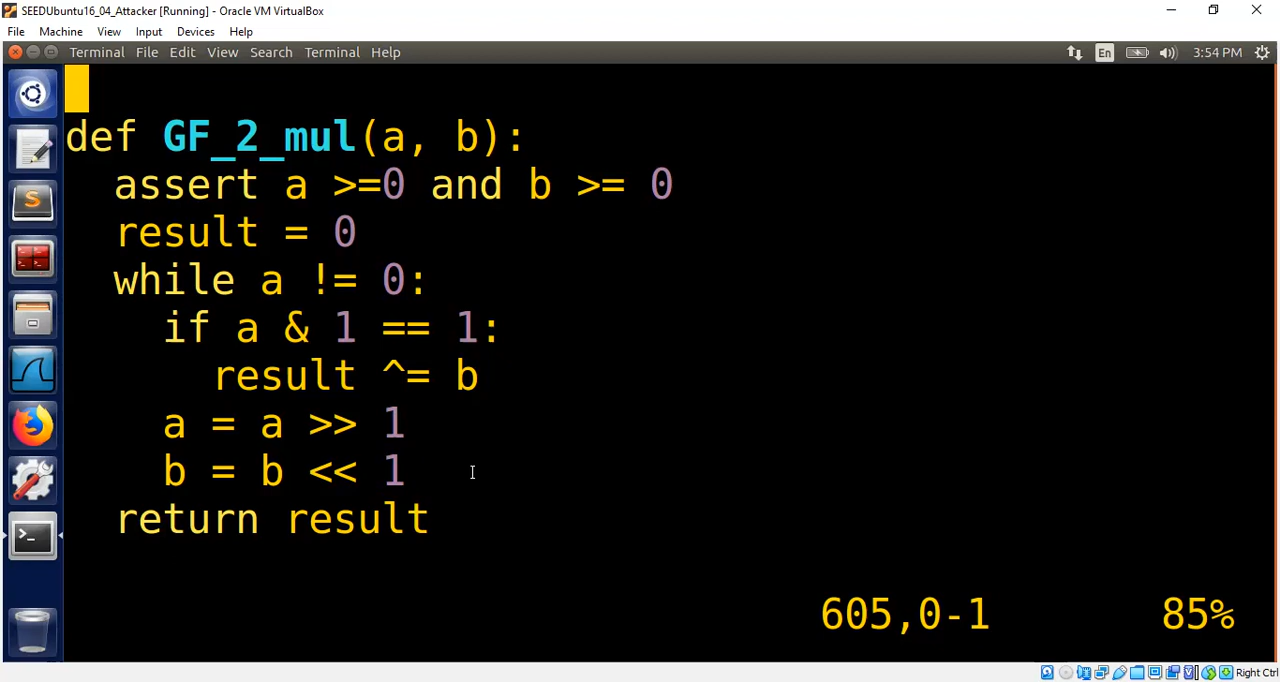 SEEDUbuntu16_04_Attacker [Running] - Oracle VM VirtualBox
File Machine View Input Devices Help
Terminal File Edit View Search Terminal Help En 3:54 PM
def GF_2_mul(a, b):
assert a >=0 and b >= 0
result = 0
while a != 0:
if a & 1 == 1:
result ^= b
a = a >> 1
b = b << 1
return result
605,0-1 85%
Right Ctrl